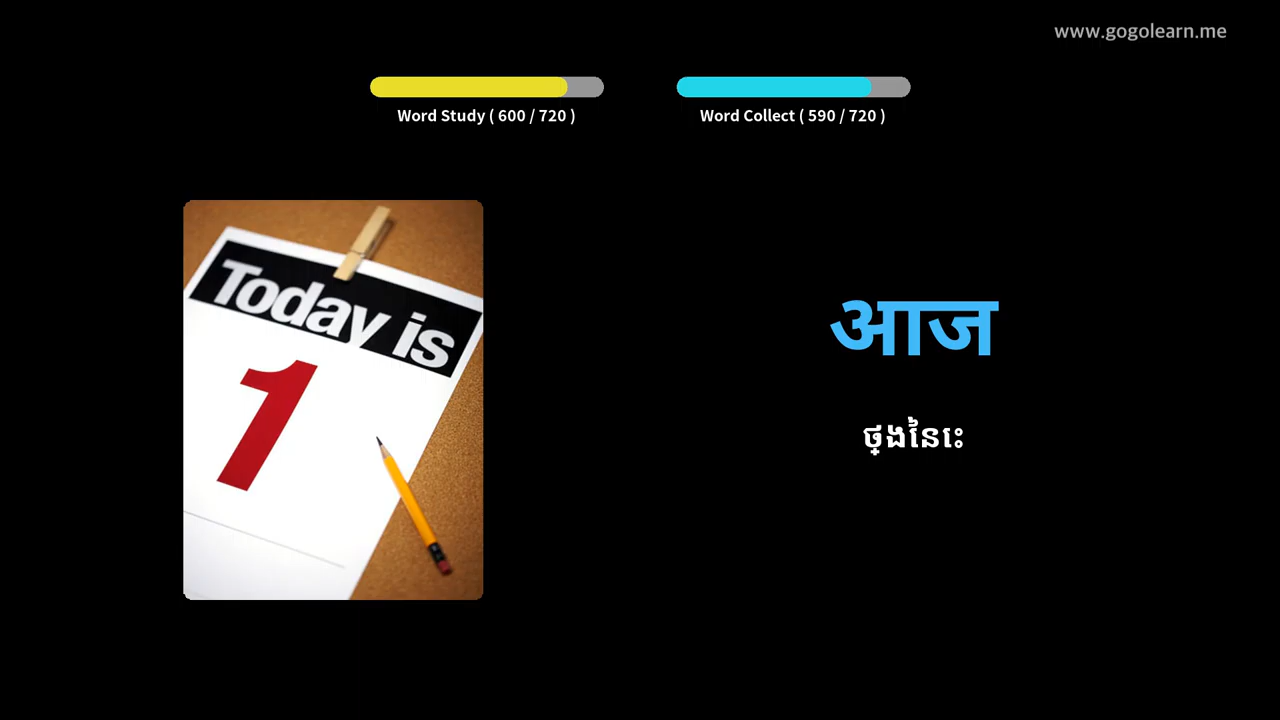 www.gogolearn.me
Word Study ( 600 / 720 )
Word Collect ( 590 / 720 )
Today is
1
आज
ថ្ងៃនេះ